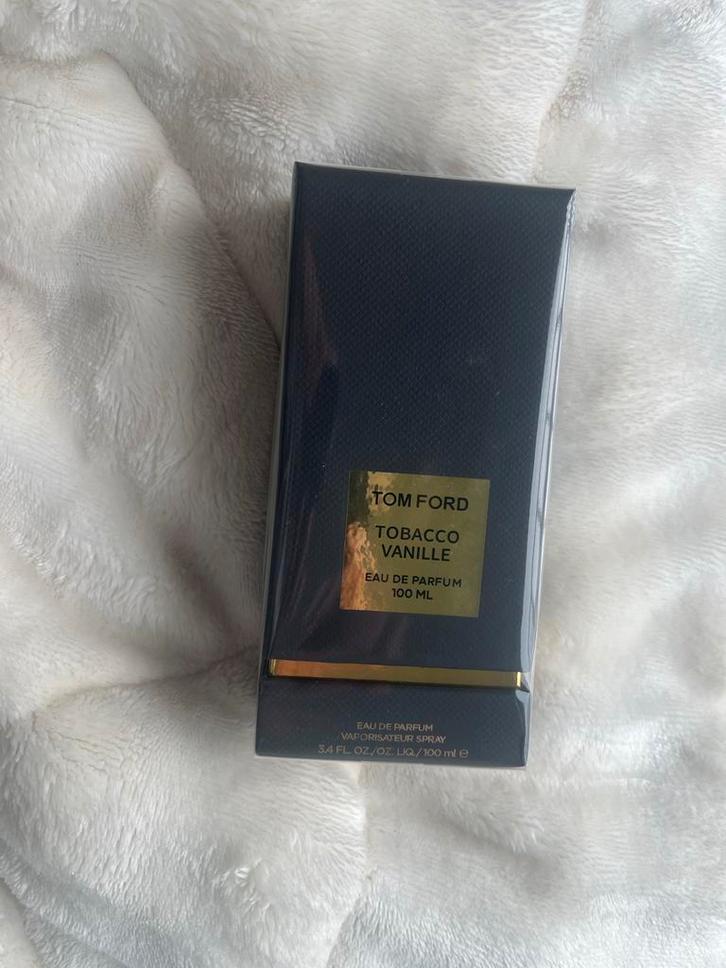 TOM FORD
TOBACCO
VANILLE
EAU DE PARFUM
100 ML
EAU DE PARFUM
VAPORISATEUR SPRAY
3.4 FL. OZ./OZ. LIQ./100 ml ℮